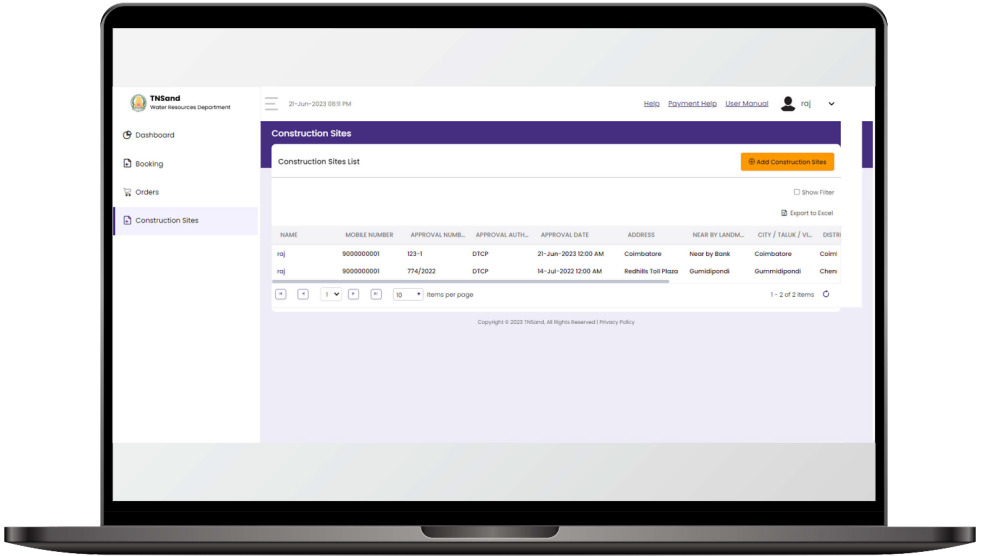 TNSand
Water Resources Department
21-Jun-2023 06:11 PM
Help Payment Help User Manual raj
Dashboard
Booking
Orders
Construction Sites
Construction Sites
Construction Sites List
Add Construction Sites
Show Filter
Export to Excel
NAME MOBILE NUMBER APPROVAL NUMB... APPROVAL AUTH... APPROVAL DATE ADDRESS NEAR BY LANDM... CITY / TALUK / VI... DISTRI
raj 9000000001 123-1 DTCP 21-Jun-2023 12:00 AM Coimbatore Near by Bank Coimbatore Coim
raj 9000000001 774/2022 DTCP 14-Jul-2022 12:00 AM Redhills Toll Plaza Gumidipondi Gummidipondi Chen
1 10 Items per page 1 - 2 of 2 items
Copyright © 2023 TNSand, All Rights Reserved | Privacy Policy